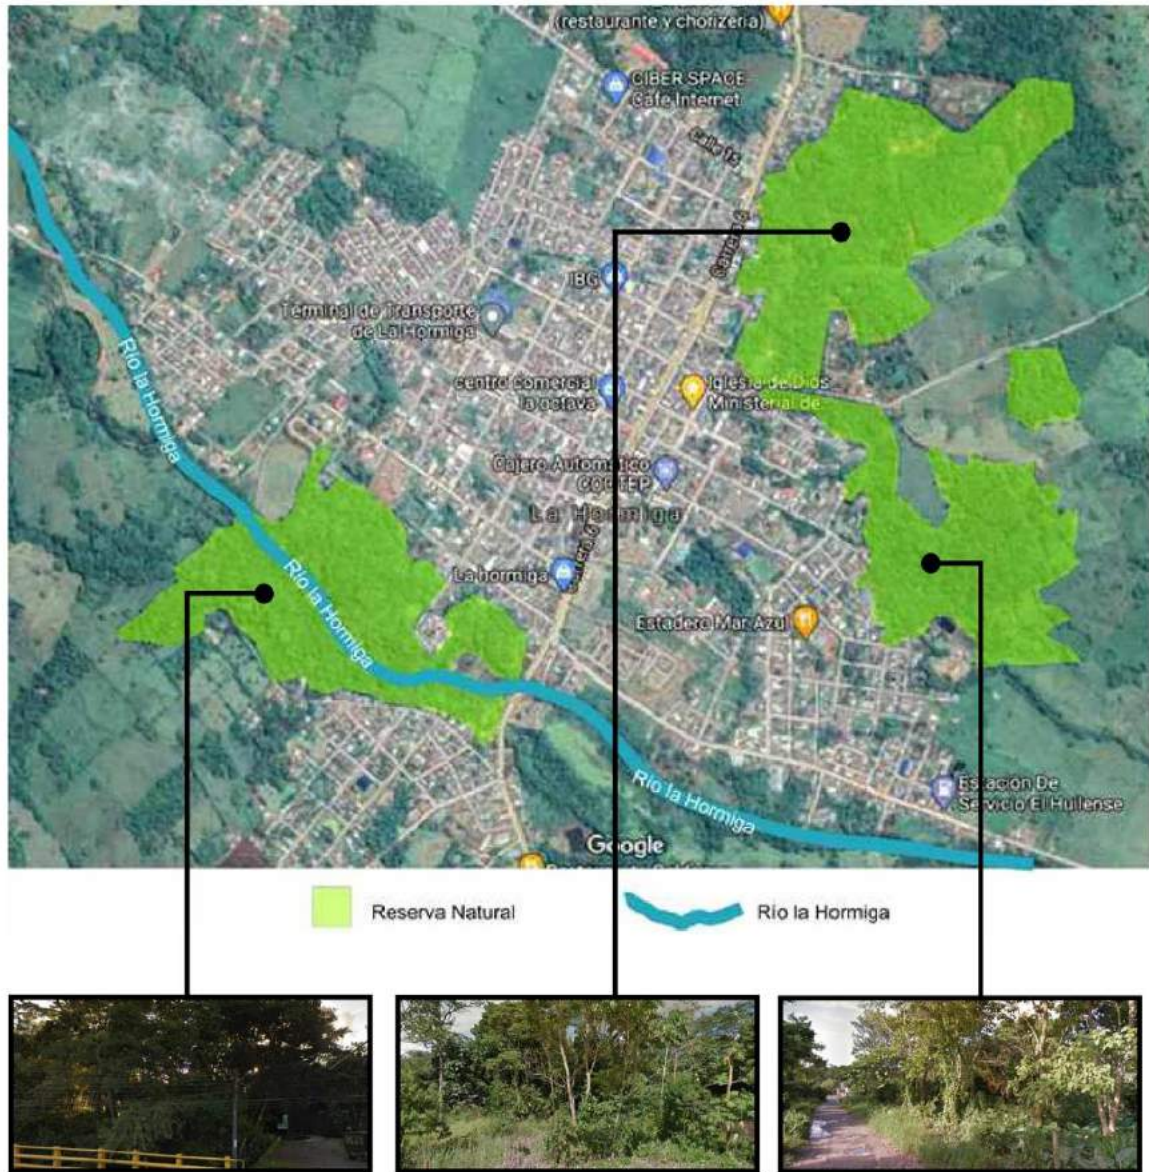 (restaurante y chorizeria)
CIBER SPACE
Cafe Internet
Calle 15
Carrera 6
IBG
Terminal de Transporte
de La Hormiga
centro comercial
la octava
Iglesia de Dios
Ministerial de
Río la Hormiga
Cajero Automático
La Hormiga
Carrera 6
La hormiga
Río la Hormiga
Estadero Mar Azul
Río la Hormiga
Estación De
Servicio El Huilense
Google
Reserva Natural
Río la Hormiga